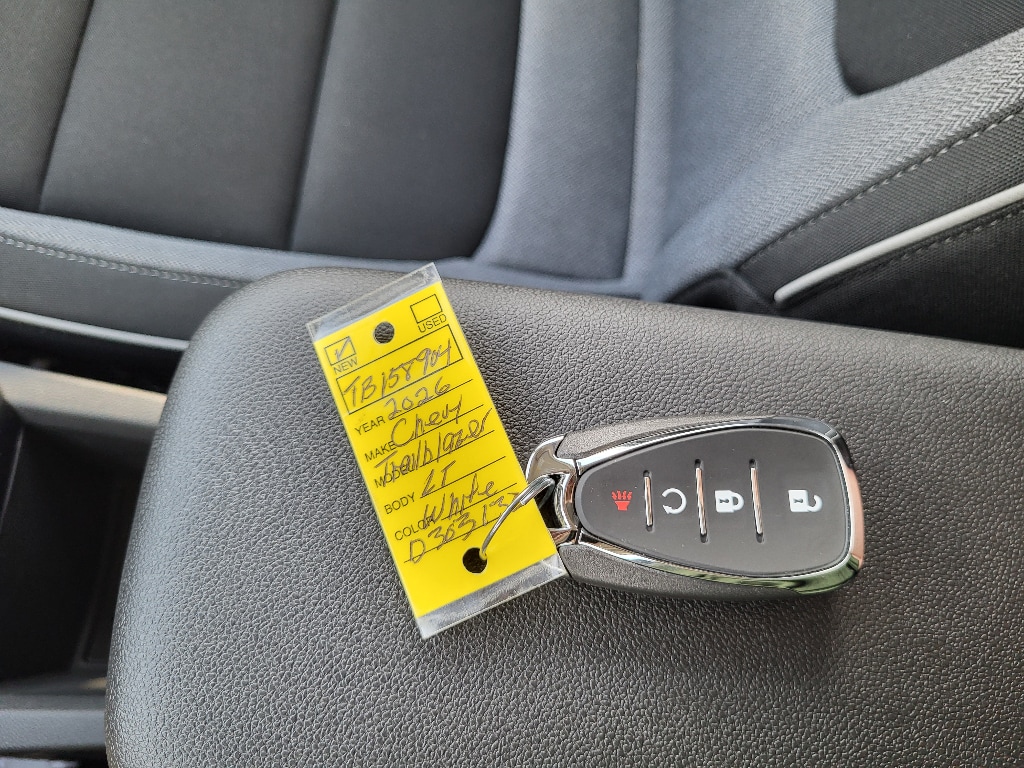 USED
NEW
TB158904
YEAR 2026
MAKE Chevy
MODEL Trailblazer
BODY LT
COLOR White